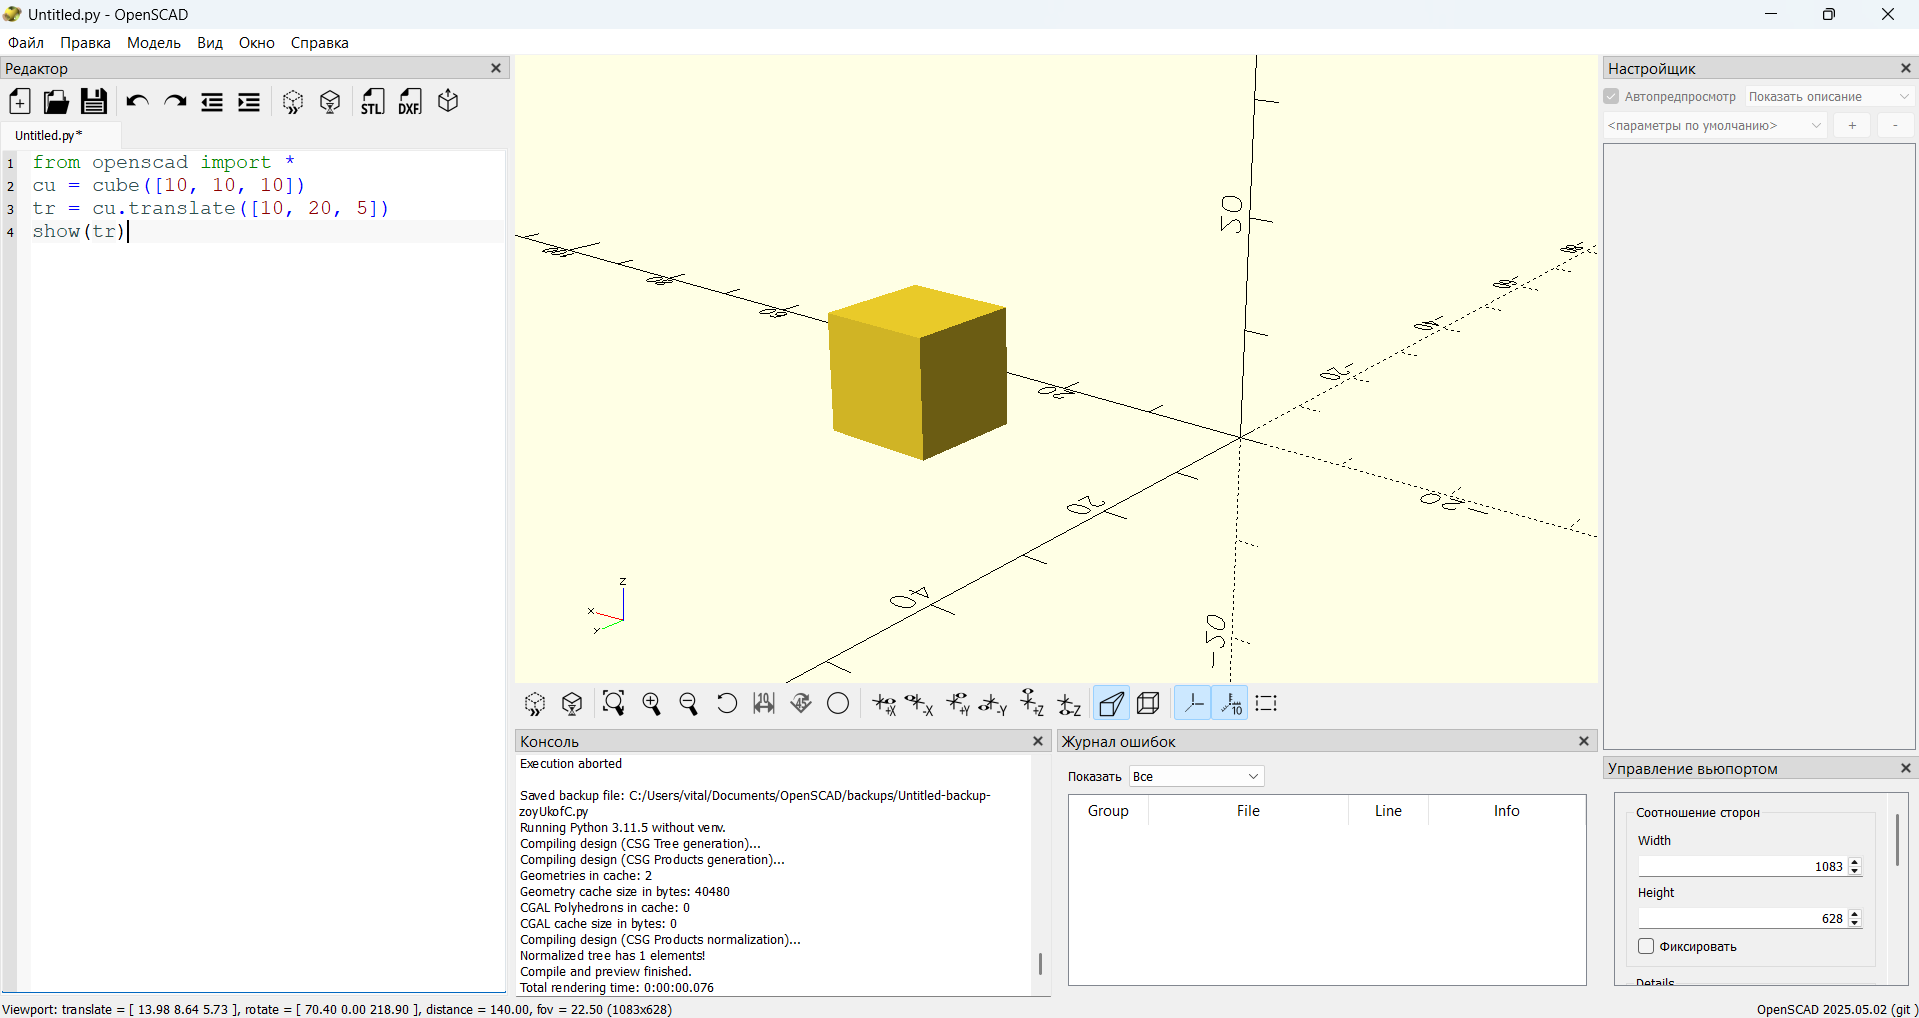 Untitled.py - OpenSCAD
Файл Правка Модель Вид Окно Справка
Редактор
STL DXF
Untitled.py*
1 from openscad import *
2 cu = cube([10, 10, 10])
3 tr = cu.translate([10, 20, 5])
4 show(tr)
50
20
20
40
20
20
-50
z
x
y
10 45 +X -X +Y -Y +Z -Z 10
Консоль
Execution aborted
Saved backup file: C:/Users/vital/Documents/OpenSCAD/backups/Untitled-backup-
zoyUkofC.py
Running Python 3.11.5 without venv.
Compiling design (CSG Tree generation)...
Compiling design (CSG Products generation)...
Geometries in cache: 2
Geometry cache size in bytes: 40480
CGAL Polyhedrons in cache: 0
CGAL cache size in bytes: 0
Compiling design (CSG Products normalization)...
Normalized tree has 1 elements!
Compile and preview finished.
Total rendering time: 0:00:00.076
Журнал ошибок
Показать Все
Group File Line Info
Настройщик
Автопредпросмотр Показать описание
<параметры по умолчанию> + -
Управление вьюпортом
Соотношение сторон
Width
1083
Height
628
Фиксировать
Details
Viewport: translate = [ 13.98 8.64 5.73 ], rotate = [ 70.40 0.00 218.90 ], distance = 140.00, fov = 22.50 (1083x628)
OpenSCAD 2025.05.02 (git )